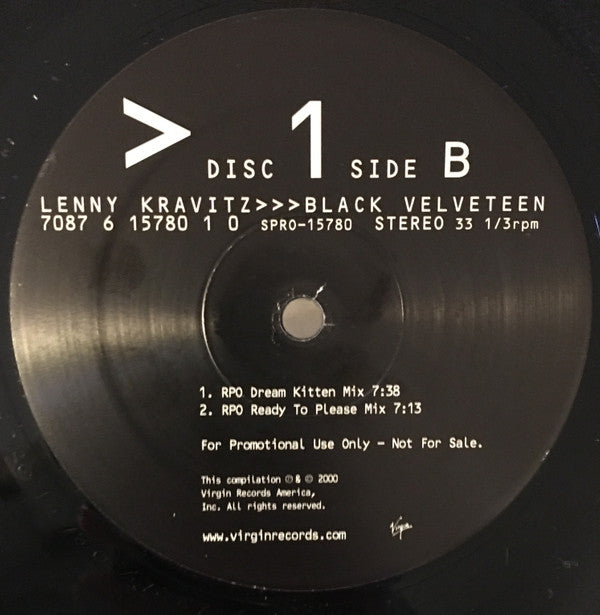 > DISC 1 SIDE B
LENNY KRAVITZ>>>BLACK VELVETEEN
7087 6 15780 1 0 SPRO-15780 STEREO 33 1/3rpm
1. RPO Dream Kitten Mix 7:38
2. RPO Ready To Please Mix 7:13
For Promotional Use Only - Not For Sale.
This compilation ℗ & © 2000
Virgin Records America,
Inc. All rights reserved.
www.virginrecords.com
Virgin